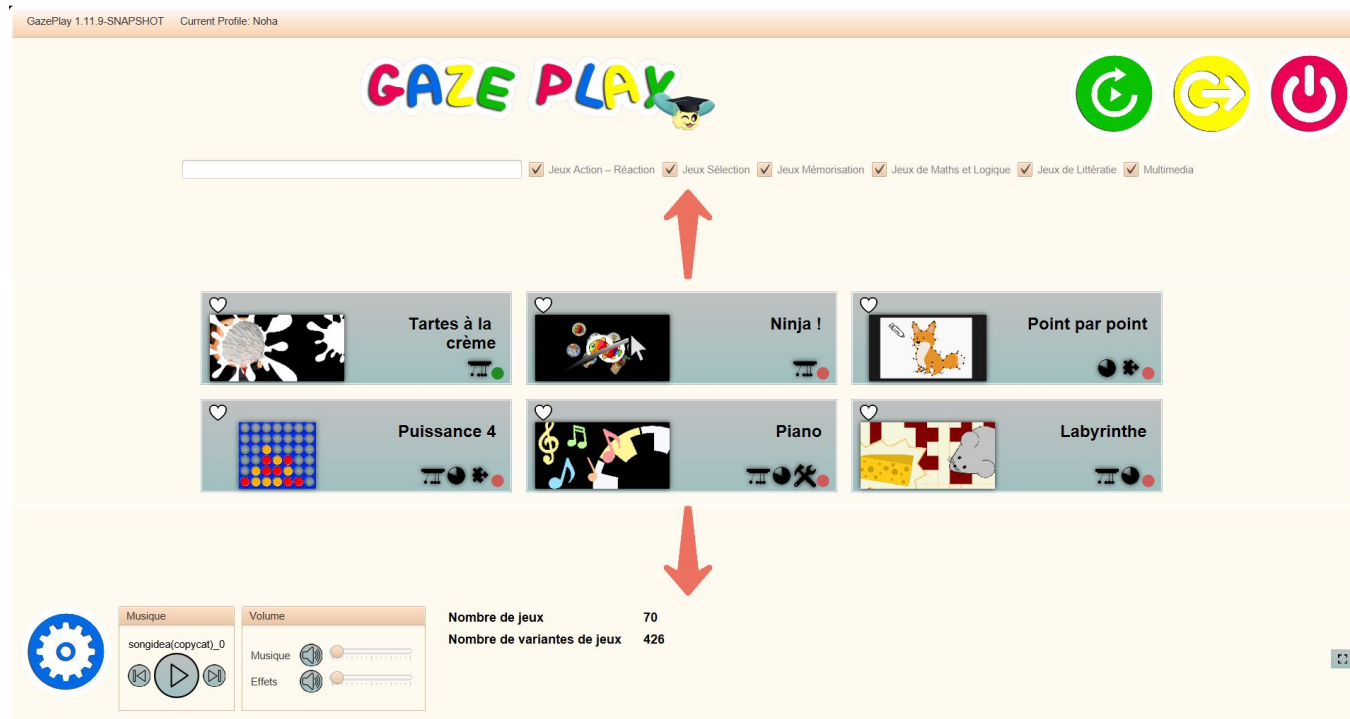 GazePlay 1.11.9-SNAPSHOT Current Profile: Noha
GAZE PLAY
Jeux Action – Réaction Jeux Sélection Jeux Mémorisation Jeux de Maths et Logique Jeux de Littératie Multimedia
Tartes à la
crème
Ninja !
Point par point
Puissance 4
Piano
Labyrinthe
Musique
songidea(copycat)_0
Volume
Musique
Effets
Nombre de jeux 70
Nombre de variantes de jeux 426